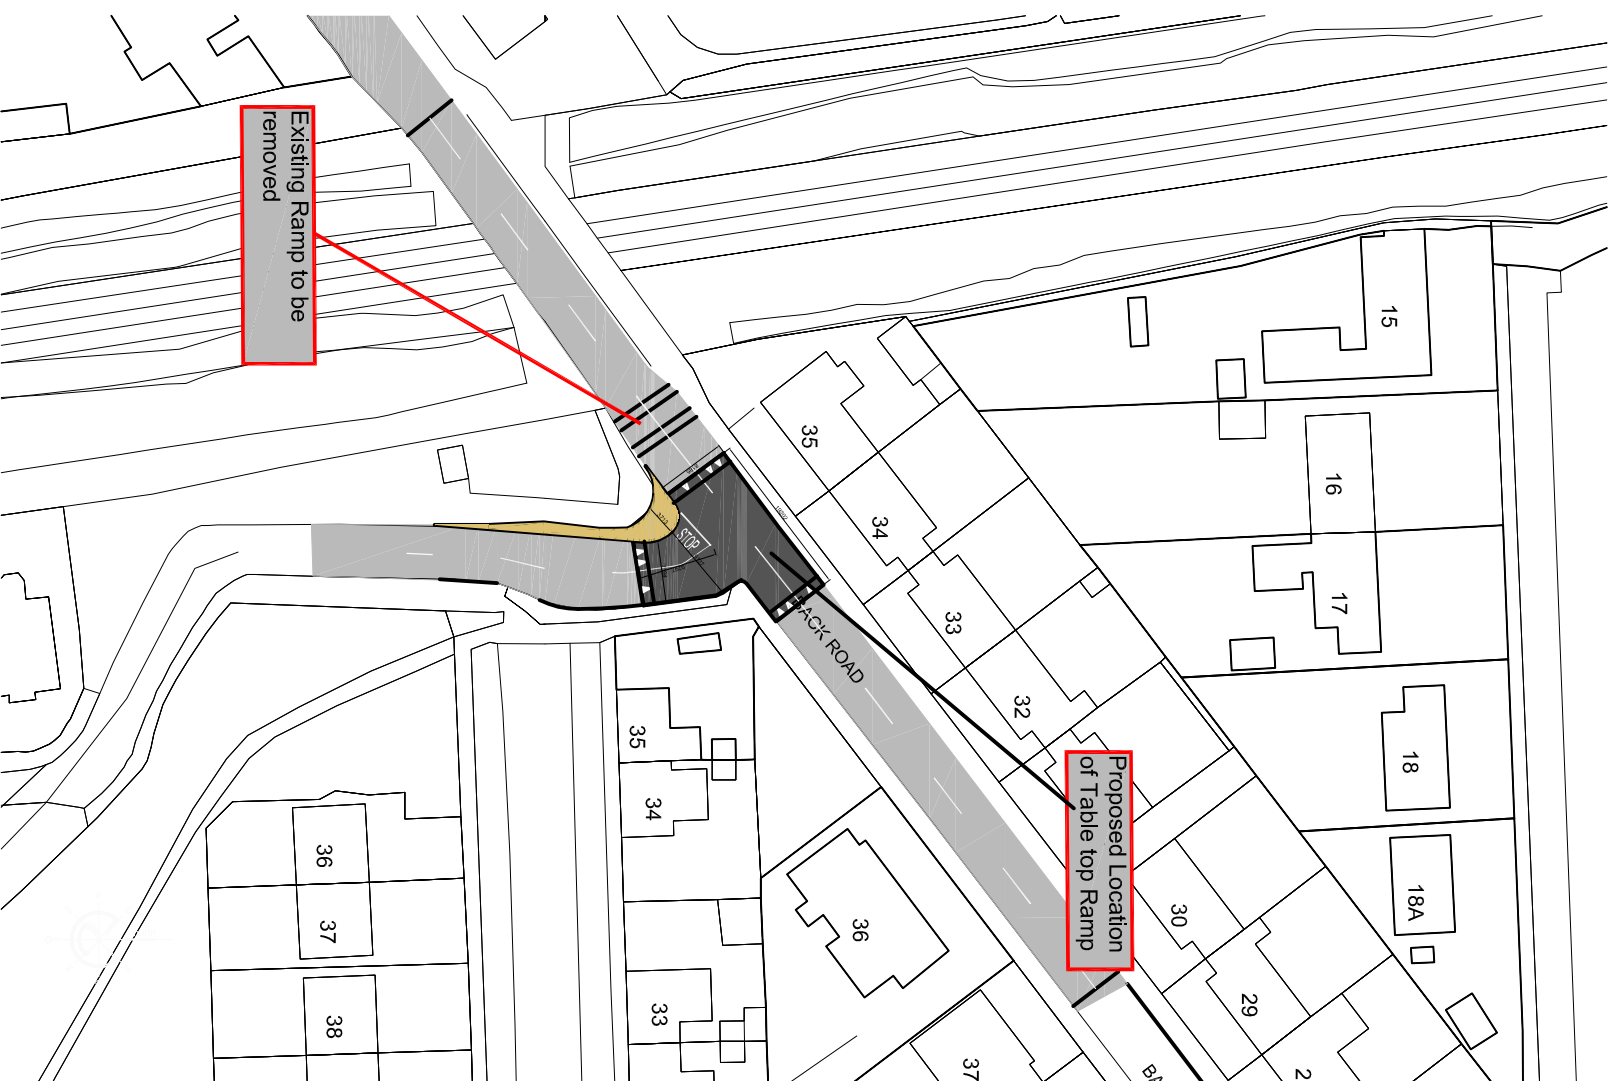 Existing Ramp to be
removed
15
35
16
34
STOP
BACK ROAD
17
33
32
35
18
Proposed Location
of Table top Ramp
34
36
18A
30
37
36
29
33
38
37